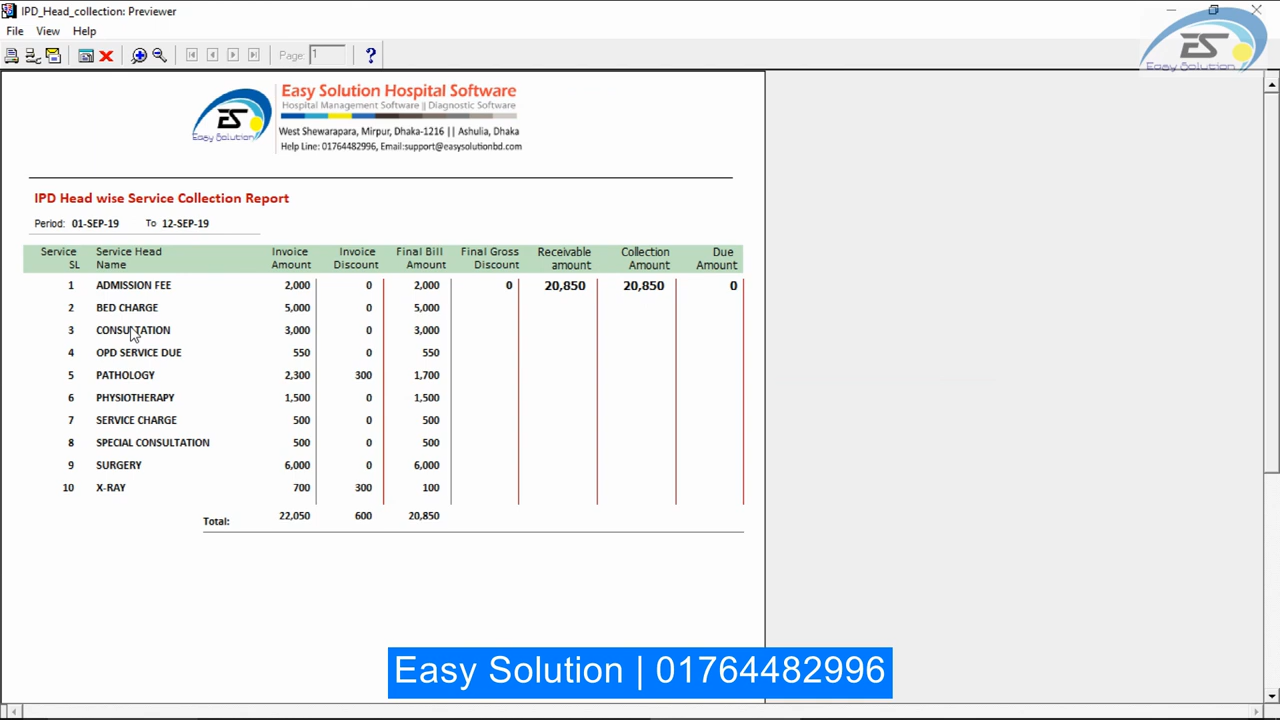 IPD_Head_collection: Previewer
File View Help
Page: 1
ES
Easy Solution
ES
Easy Solution
Easy Solution Hospital Software
Hospital Management Software || Diagnostic Software
West Shewarapara, Mirpur, Dhaka-1216 || Ashulia, Dhaka
Help Line: 01764482996, Email:support@easysolutionbd.com
IPD Head wise Service Collection Report
Period: 01-SEP-19 To 12-SEP-19
Service Service Head Invoice Invoice Final Bill Final Gross Receivable Collection Due
SL Name Amount Discount Amount Discount amount Amount Amount
1 ADMISSION FEE 2,000 0 2,000 0 20,850 20,850 0
2 BED CHARGE 5,000 0 5,000
3 CONSULTATION 3,000 0 3,000
4 OPD SERVICE DUE 550 0 550
5 PATHOLOGY 2,300 300 1,700
6 PHYSIOTHERAPY 1,500 0 1,500
7 SERVICE CHARGE 500 0 500
8 SPECIAL CONSULTATION 500 0 500
9 SURGERY 6,000 0 6,000
10 X-RAY 700 300 100
Total: 22,050 600 20,850
Easy Solution | 01764482996